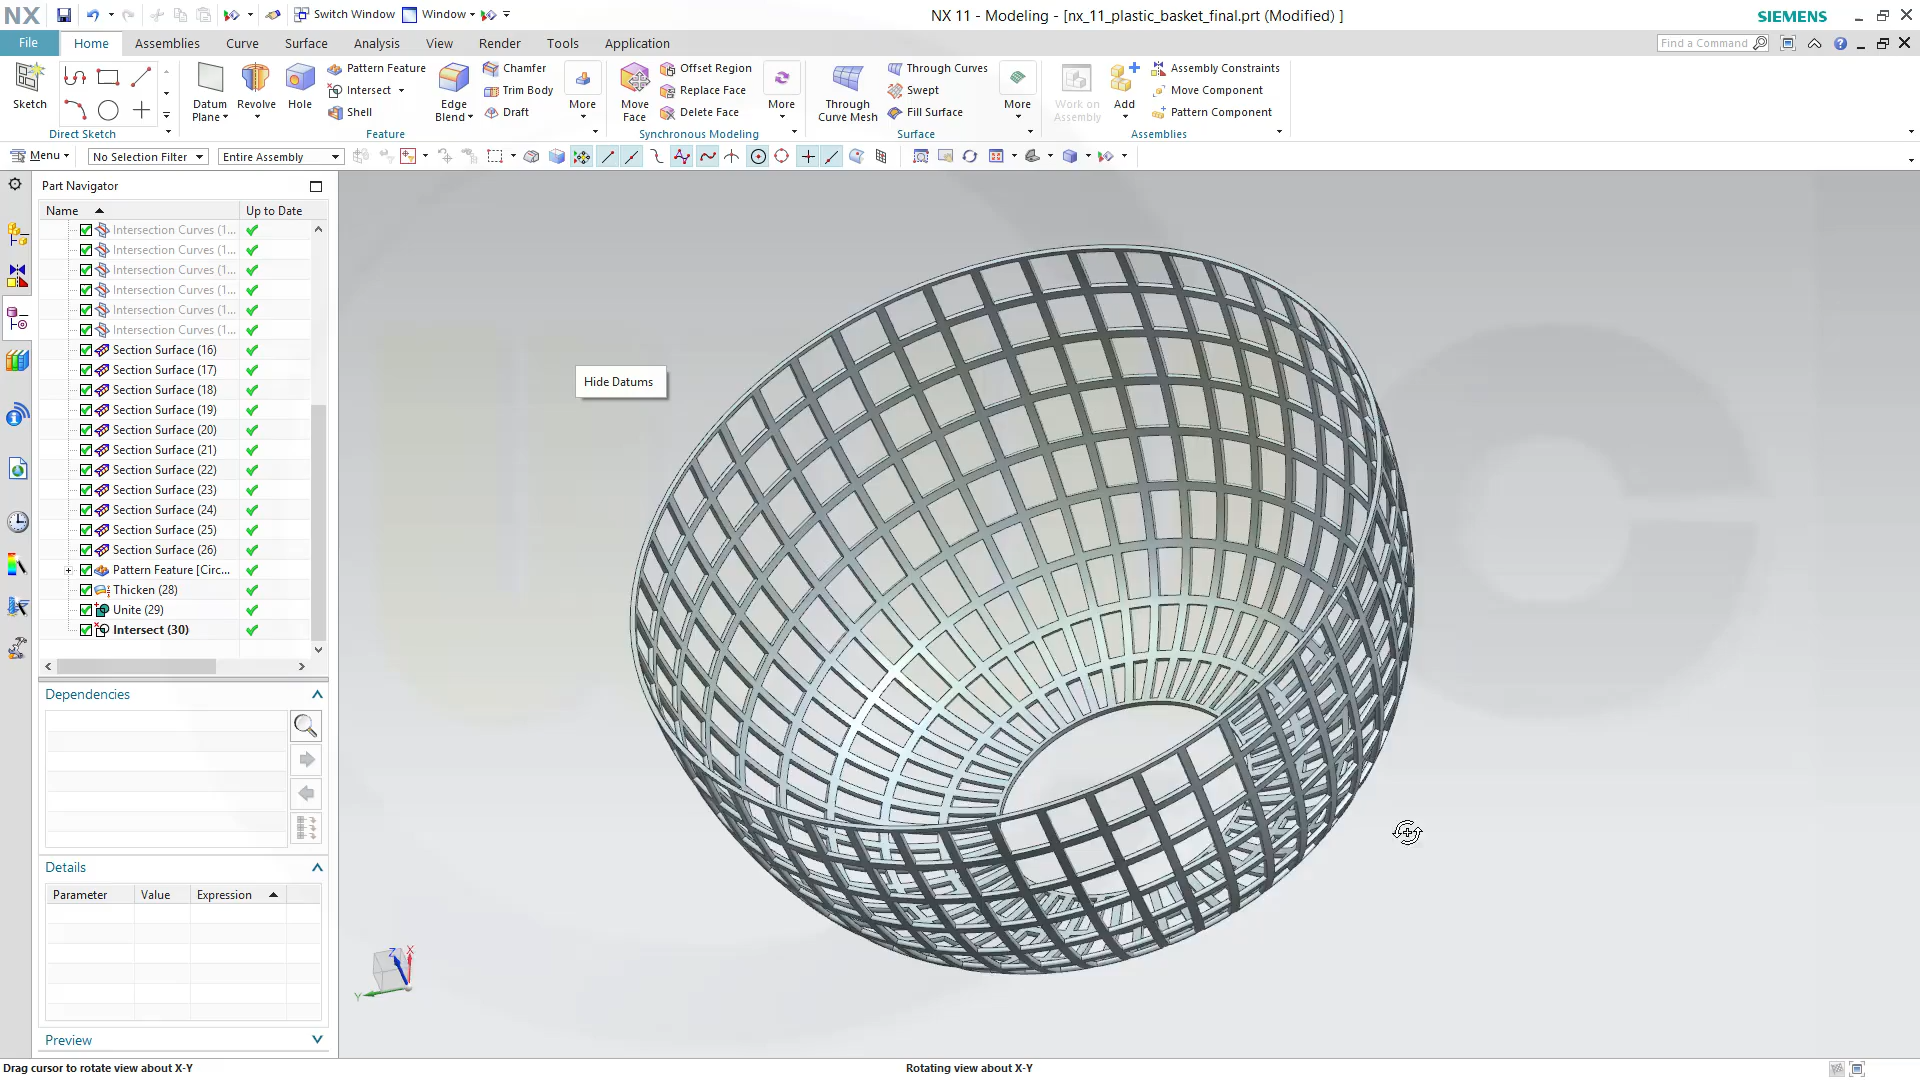 NX
Switch Window
Window
NX 11 - Modeling - [nx_11_plastic_basket_final.prt (Modified) ]
SIEMENS
File
Home
Assemblies
Curve
Surface
Analysis
View
Render
Tools
Application
Find a Command
Sketch
Direct Sketch
Datum
Plane
Revolve
Hole
Pattern Feature
Intersect
Shell
Edge
Blend
Chamfer
Trim Body
Draft
More
Feature
Move
Face
Offset Region
Replace Face
Delete Face
More
Synchronous Modeling
Through
Curve Mesh
Through Curves
Swept
Fill Surface
More
Surface
Work on
Assembly
Add
Assembly Constraints
Move Component
Pattern Component
Assemblies
Menu
No Selection Filter
Entire Assembly
Part Navigator
Name
Up to Date
Intersection Curves (1...
Intersection Curves (1...
Intersection Curves (1...
Intersection Curves (1...
Intersection Curves (1...
Intersection Curves (1...
Section Surface (16)
Section Surface (17)
Section Surface (18)
Section Surface (19)
Section Surface (20)
Section Surface (21)
Section Surface (22)
Section Surface (23)
Section Surface (24)
Section Surface (25)
Section Surface (26)
Pattern Feature [Circ...
Thicken (28)
Unite (29)
Intersect (30)
Hide Datums
Dependencies
Details
Parameter
Value
Expression
Preview
Z
X
Y
Drag cursor to rotate view about X-Y
Rotating view about X-Y